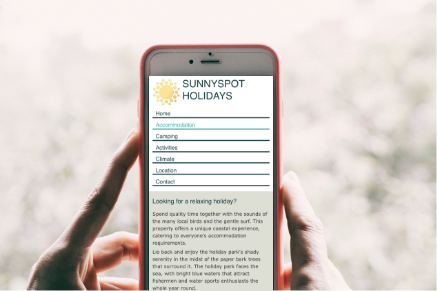 SUNNYSPOT
HOLIDAYS
Home
Accommodation
Camping
Activities
Climate
Location
Contact
Looking for a relaxing holiday?
Spend quality time together with the sounds of
the many local birds and the gentle surf. This
property offers a unique coastal experience,
catering to everyone's accommodation
requirements.
Lie back and enjoy the holiday park's shady
serenity in the midst of the paper bark trees
that surround it. The holiday park faces the
sea, with bright blue waters that attract
fishermen and water sports enthusiasts the
whole year round.